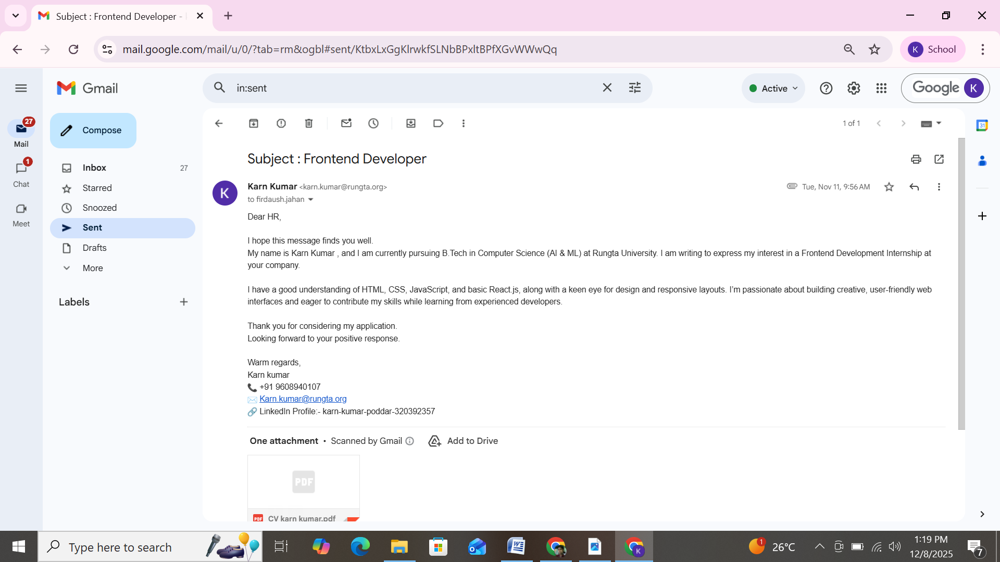 Subject : Frontend Developer -
mail.google.com/mail/u/0/?tab=rm&ogbl#sent/KtbxLxGgKlrwkfSLNbBPxltBPfXGvWWwQq
K School
Gmail
in:sent
Active
Google K
27
Mail
1
Chat
Meet
Compose
Inbox 27
Starred
Snoozed
Sent
Drafts
More
Labels
1 of 1
31
Subject : Frontend Developer
K
Karn Kumar <karn.kumar@rungta.org>
Tue, Nov 11, 9:56 AM
to firdaush.jahan
Dear HR,
I hope this message finds you well.
My name is Karn Kumar , and I am currently pursuing B.Tech in Computer Science (AI & ML) at Rungta University. I am writing to express my interest in a Frontend Development Internship at
your company.
I have a good understanding of HTML, CSS, JavaScript, and basic React.js, along with a keen eye for design and responsive layouts. I’m passionate about building creative, user-friendly web
interfaces and eager to contribute my skills while learning from experienced developers.
Thank you for considering my application.
Looking forward to your positive response.
Warm regards,
Karn kumar
📞 +91 9608940107
✉️ Karn.kumar@rungta.org
🔗 LinkedIn Profile:- karn-kumar-poddar-320392357
One attachment • Scanned by Gmail
Add to Drive
PDF
PDF CV karn kumar.pdf
Type here to search
1
26°C
1:19 PM
12/8/2025
7